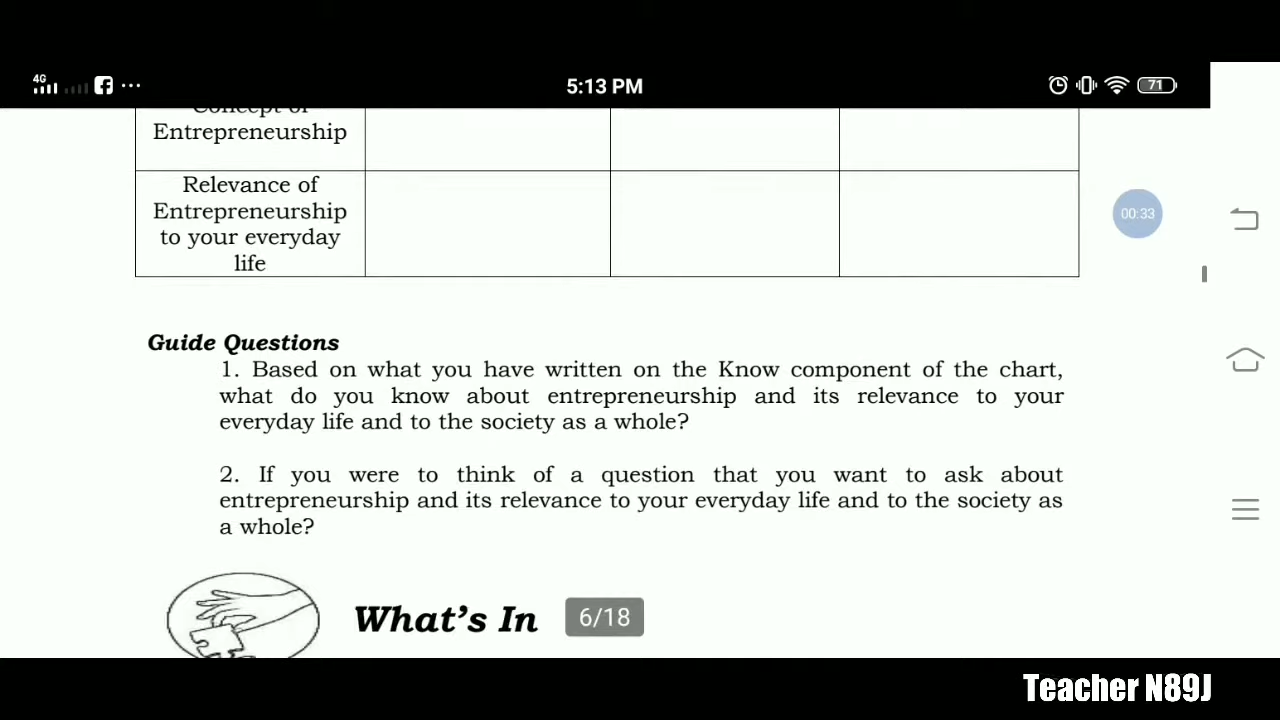 4G
5:13 PM
71
Concept of
Entrepreneurship
Relevance of
Entrepreneurship
to your everyday
life
00:33
Guide Questions
1. Based on what you have written on the Know component of the chart,
what do you know about entrepreneurship and its relevance to your
everyday life and to the society as a whole?
2. If you were to think of a question that you want to ask about
entrepreneurship and its relevance to your everyday life and to the society as
a whole?
What's In
6/18
Teacher N89J